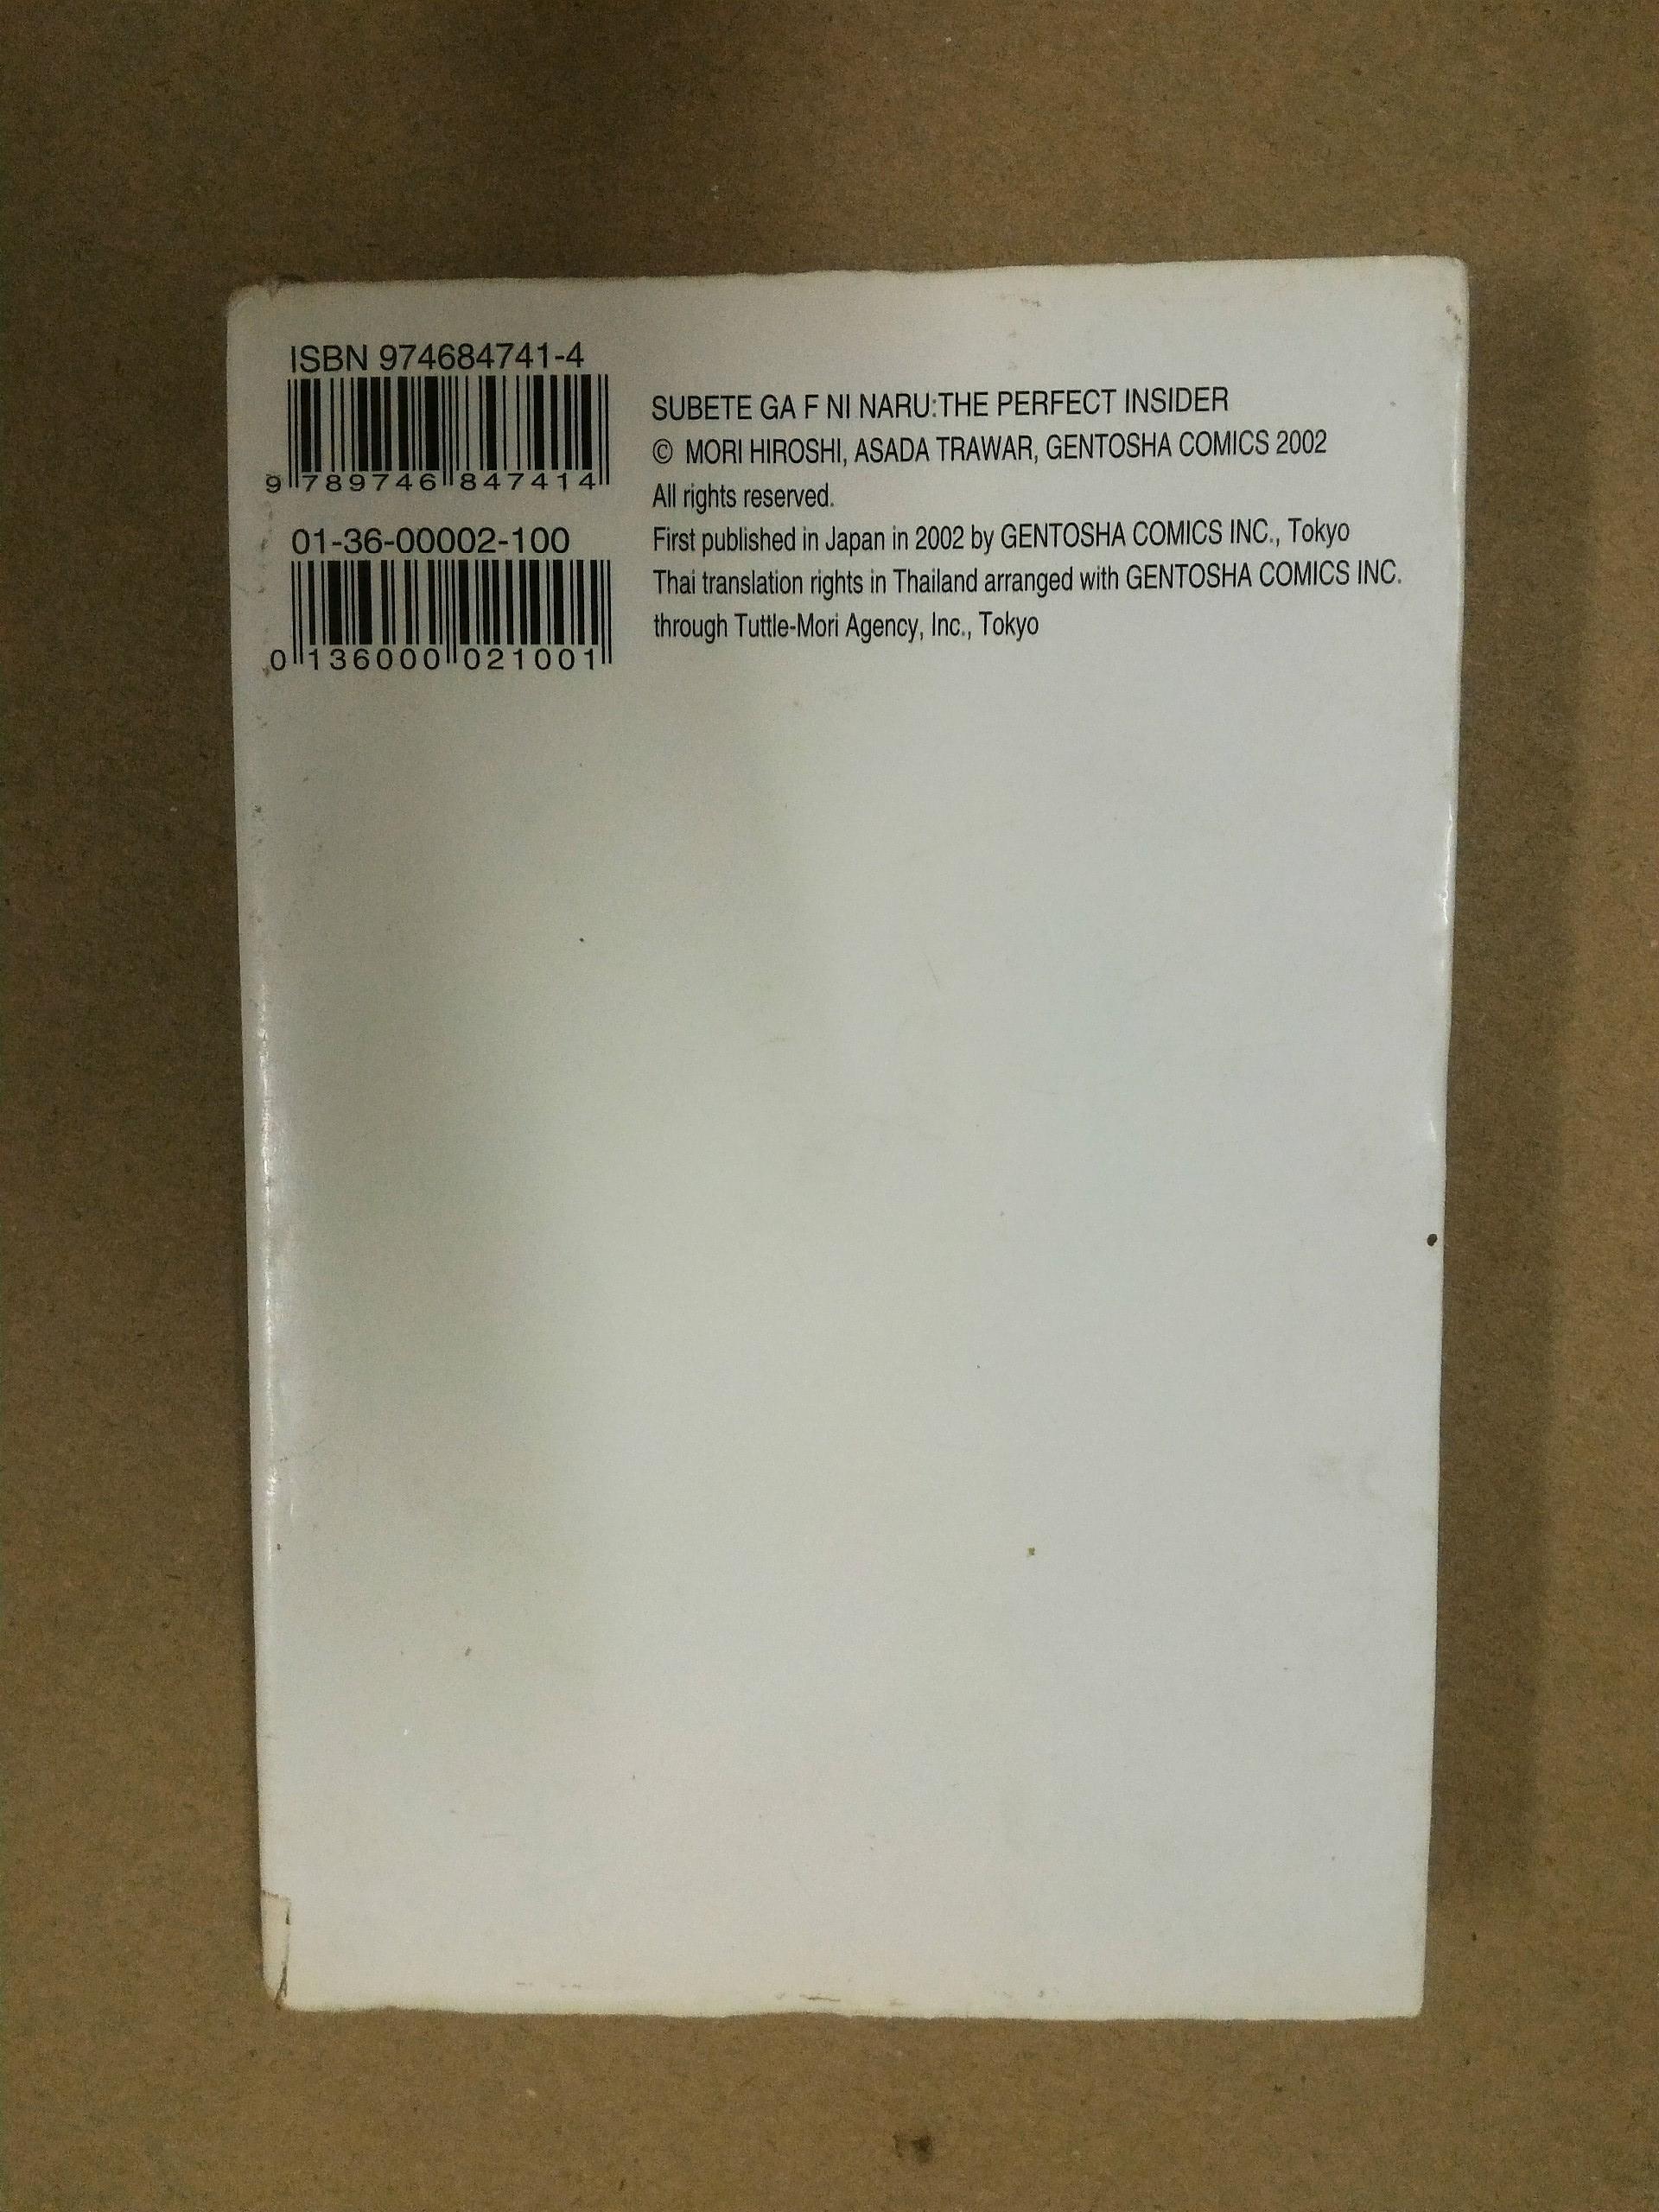 ISBN 974684741-4
9 789746 847414
01-36-00002-100
0 136000 021001
SUBETE GA F NI NARU:THE PERFECT INSIDER
© MORI HIROSHI, ASADA TRAWAR, GENTOSHA COMICS 2002
All rights reserved.
First published in Japan in 2002 by GENTOSHA COMICS INC., Tokyo
Thai translation rights in Thailand arranged with GENTOSHA COMICS INC.
through Tuttle-Mori Agency, Inc., Tokyo